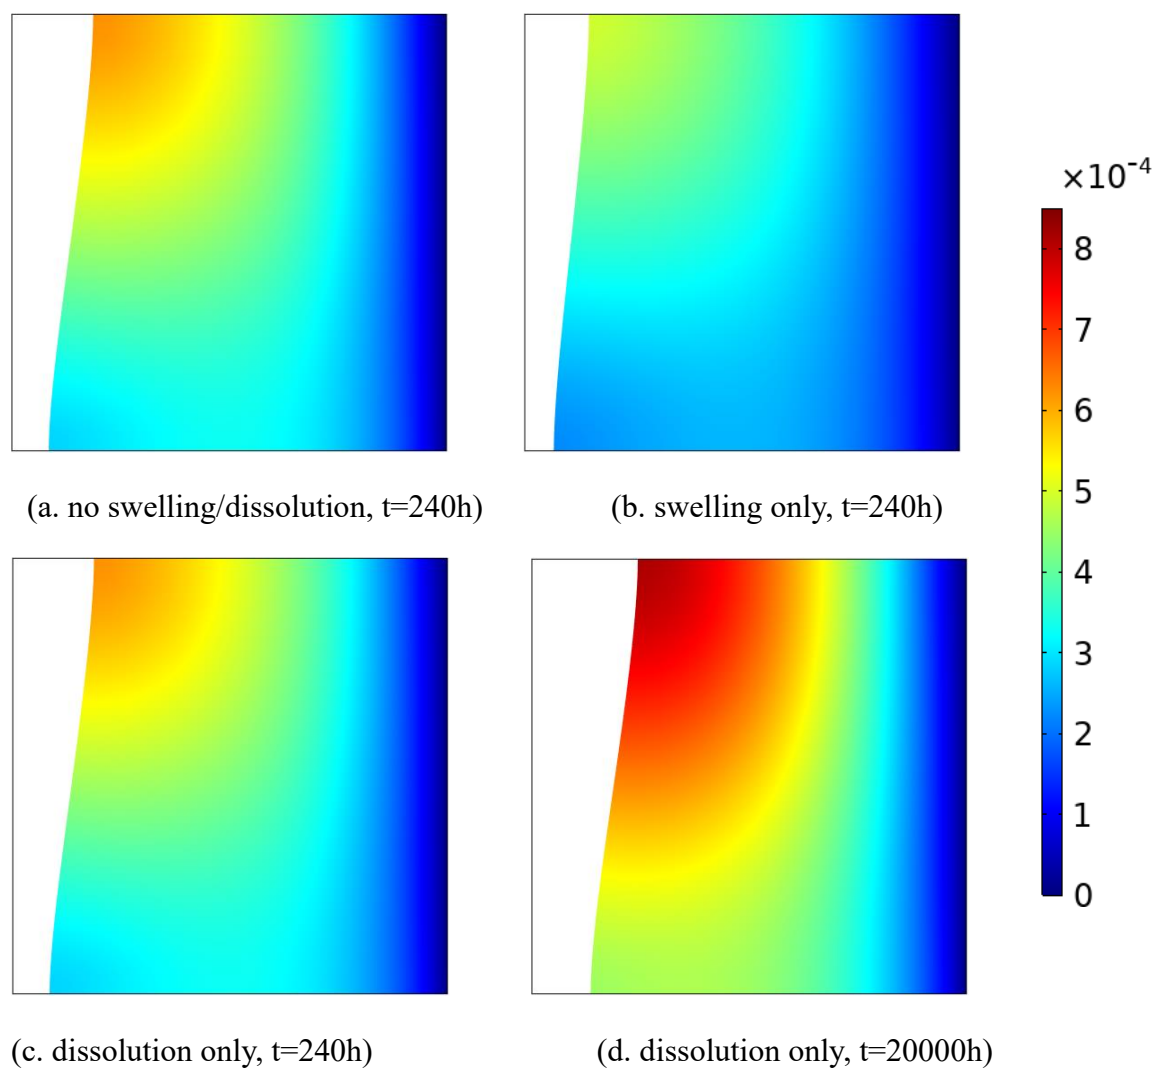 (a. no swelling/dissolution, t=240h)
(b. swelling only, t=240h)
×10⁻⁴
8
7
6
5
4
3
2
1
0
(c. dissolution only, t=240h)
(d. dissolution only, t=20000h)